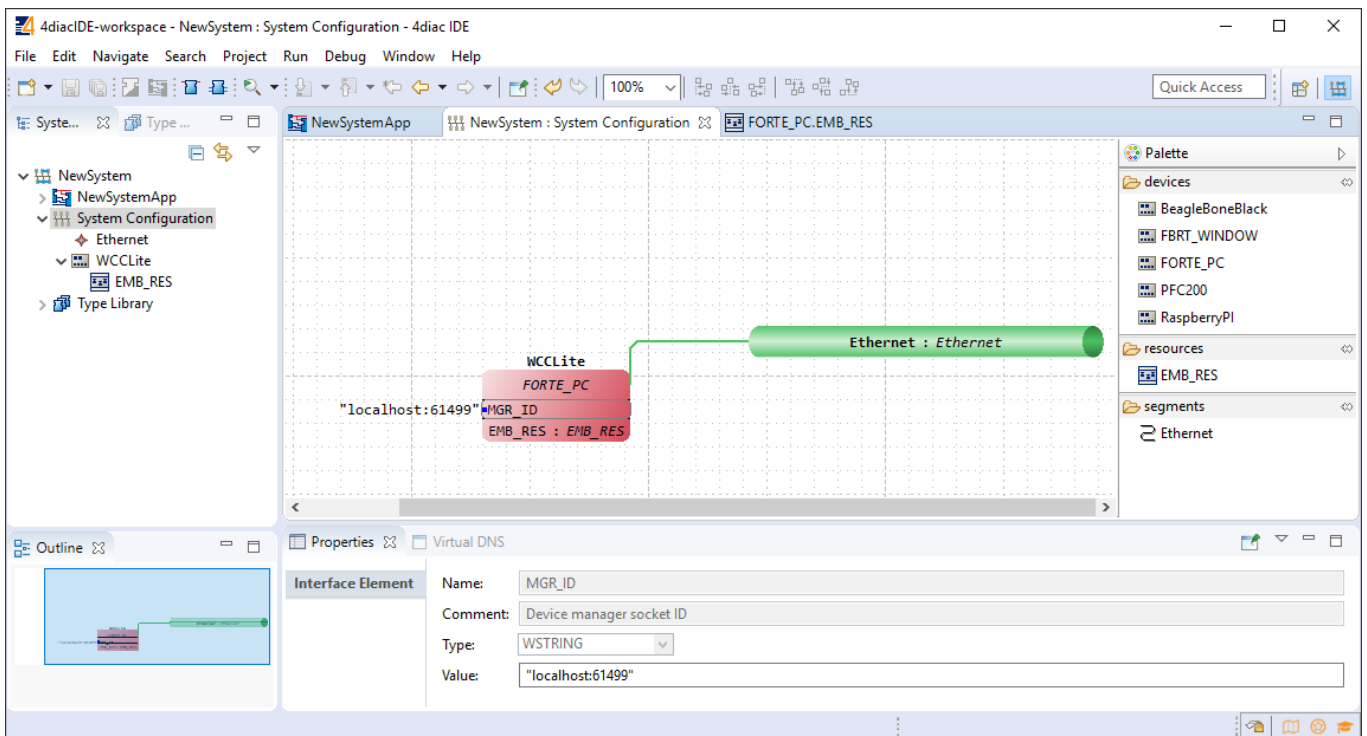 4diacIDE-workspace - NewSystem : System Configuration - 4diac IDE
File Edit Navigate Search Project Run Debug Window Help
100%
Quick Access
Syste...
Type ...
NewSystemApp
NewSystem : System Configuration
FORTE_PC.EMB_RES
NewSystem
NewSystemApp
System Configuration
Ethernet
WCCLite
EMB_RES
Type Library
Ethernet : Ethernet
WCCLite
FORTE_PC
"localhost:61499" MGR_ID
EMB_RES : EMB_RES
Palette
devices
BeagleBoneBlack
FBRT_WINDOW
FORTE_PC
PFC200
RaspberryPI
resources
EMB_RES
segments
Ethernet
Outline
Properties
Virtual DNS
Interface Element
Name: MGR_ID
Comment: Device manager socket ID
Type: WSTRING
Value: "localhost:61499"